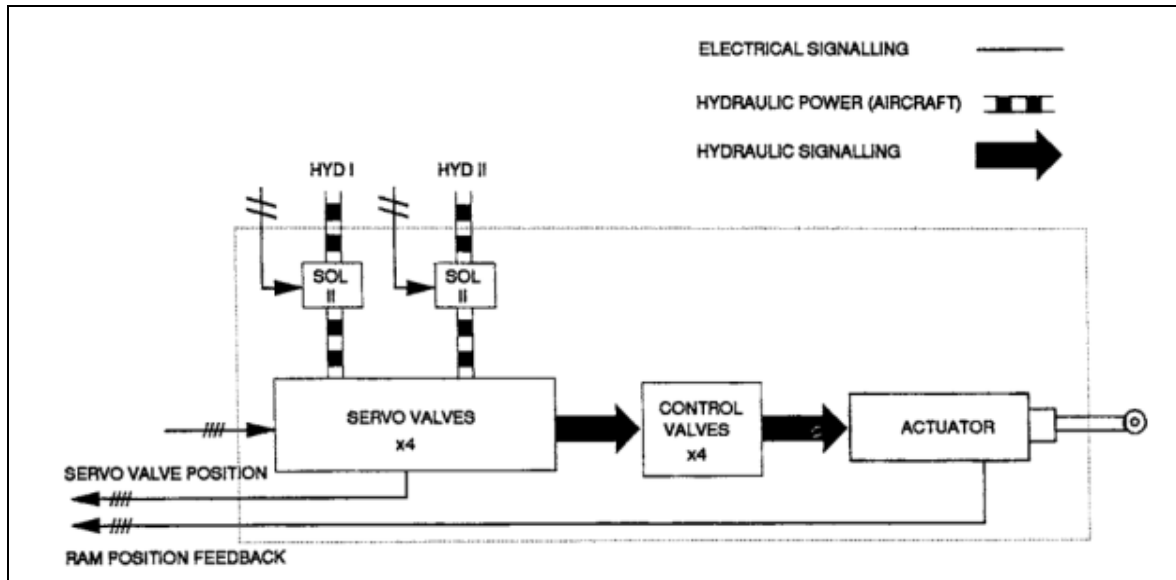 ELECTRICAL SIGNALLING
HYDRAULIC POWER (AIRCRAFT)
HYDRAULIC SIGNALLING
HYD I
HYD II
SOL
II
SOL
II
SERVO VALVES
x4
CONTROL
VALVES
x4
ACTUATOR
SERVO VALVE POSITION
RAM POSITION FEEDBACK